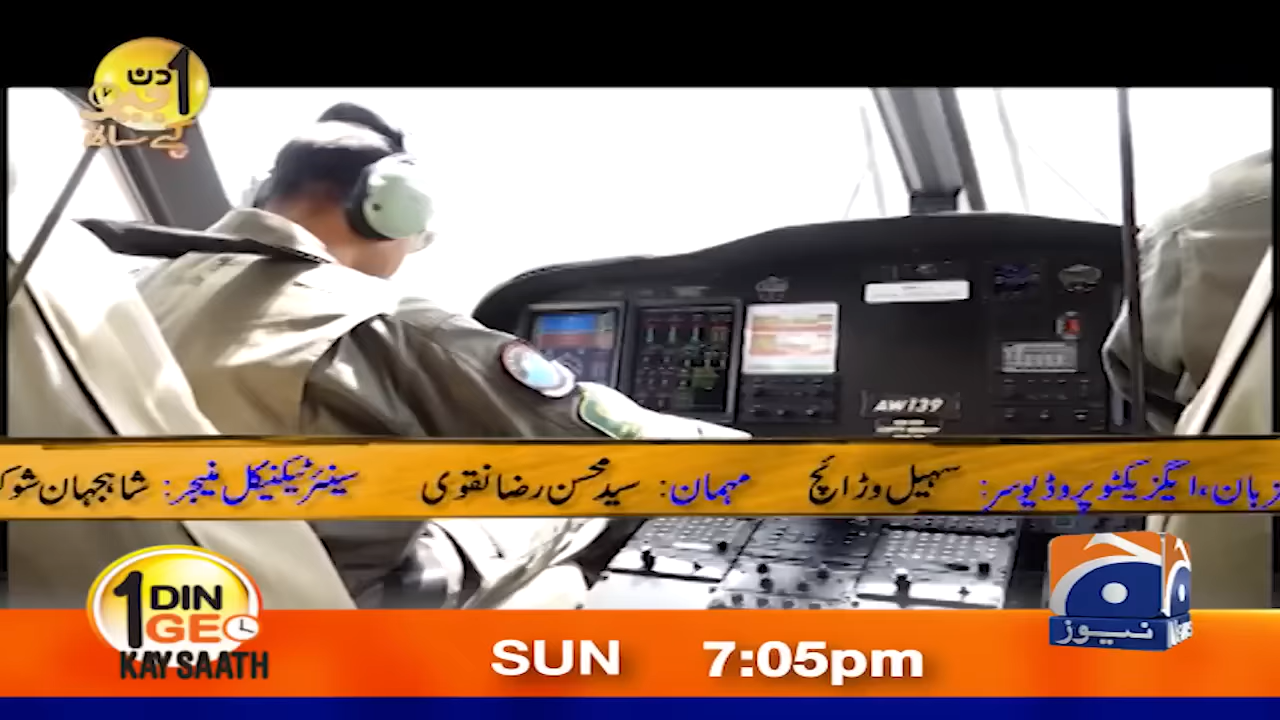 1 دن
کے ساتھ
AW139
زبان، ایگزیکٹو پروڈیوسر: سہیل وڑائچ مہمان: سید محسن رضا نقوی سینئر ٹیکنیکل منیجر: شاہجہان شوک
1 DIN
GEO
KAY SAATH
SUN 7:05pm
نیوز
NEWS